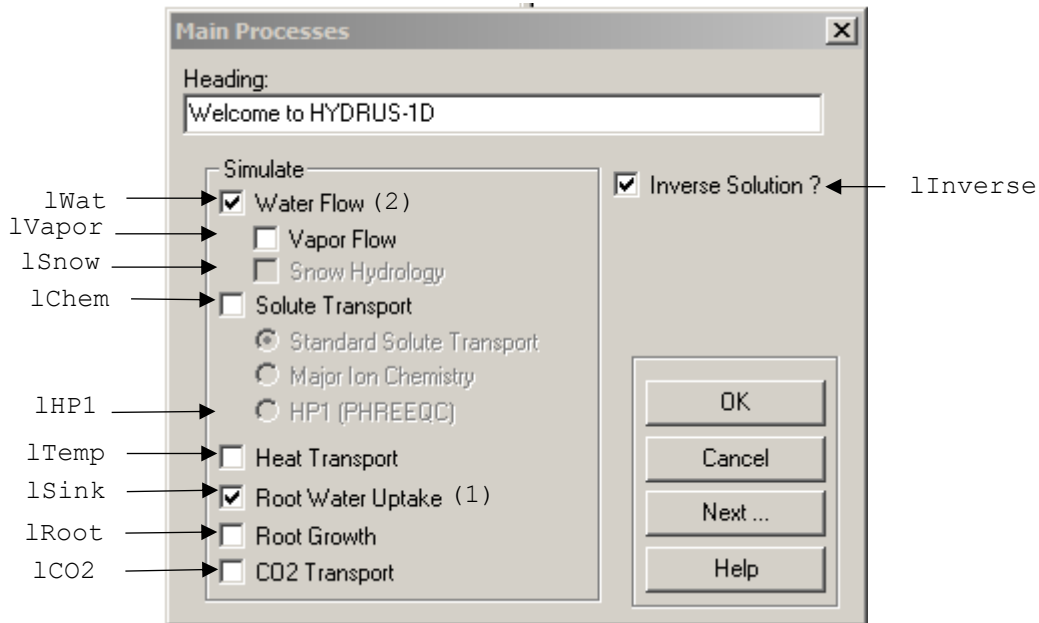 Main Processes
Heading:
Welcome to HYDRUS-1D
Simulate
lWat Water Flow (2) Inverse Solution ? lInverse
lVapor Vapor Flow
lSnow Snow Hydrology
lChem Solute Transport
Standard Solute Transport
Major Ion Chemistry
lHP1 HP1 (PHREEQC) OK
lTemp Heat Transport Cancel
lSink Root Water Uptake (1)
Next ...
lRoot Root Growth
lCO2 CO2 Transport Help